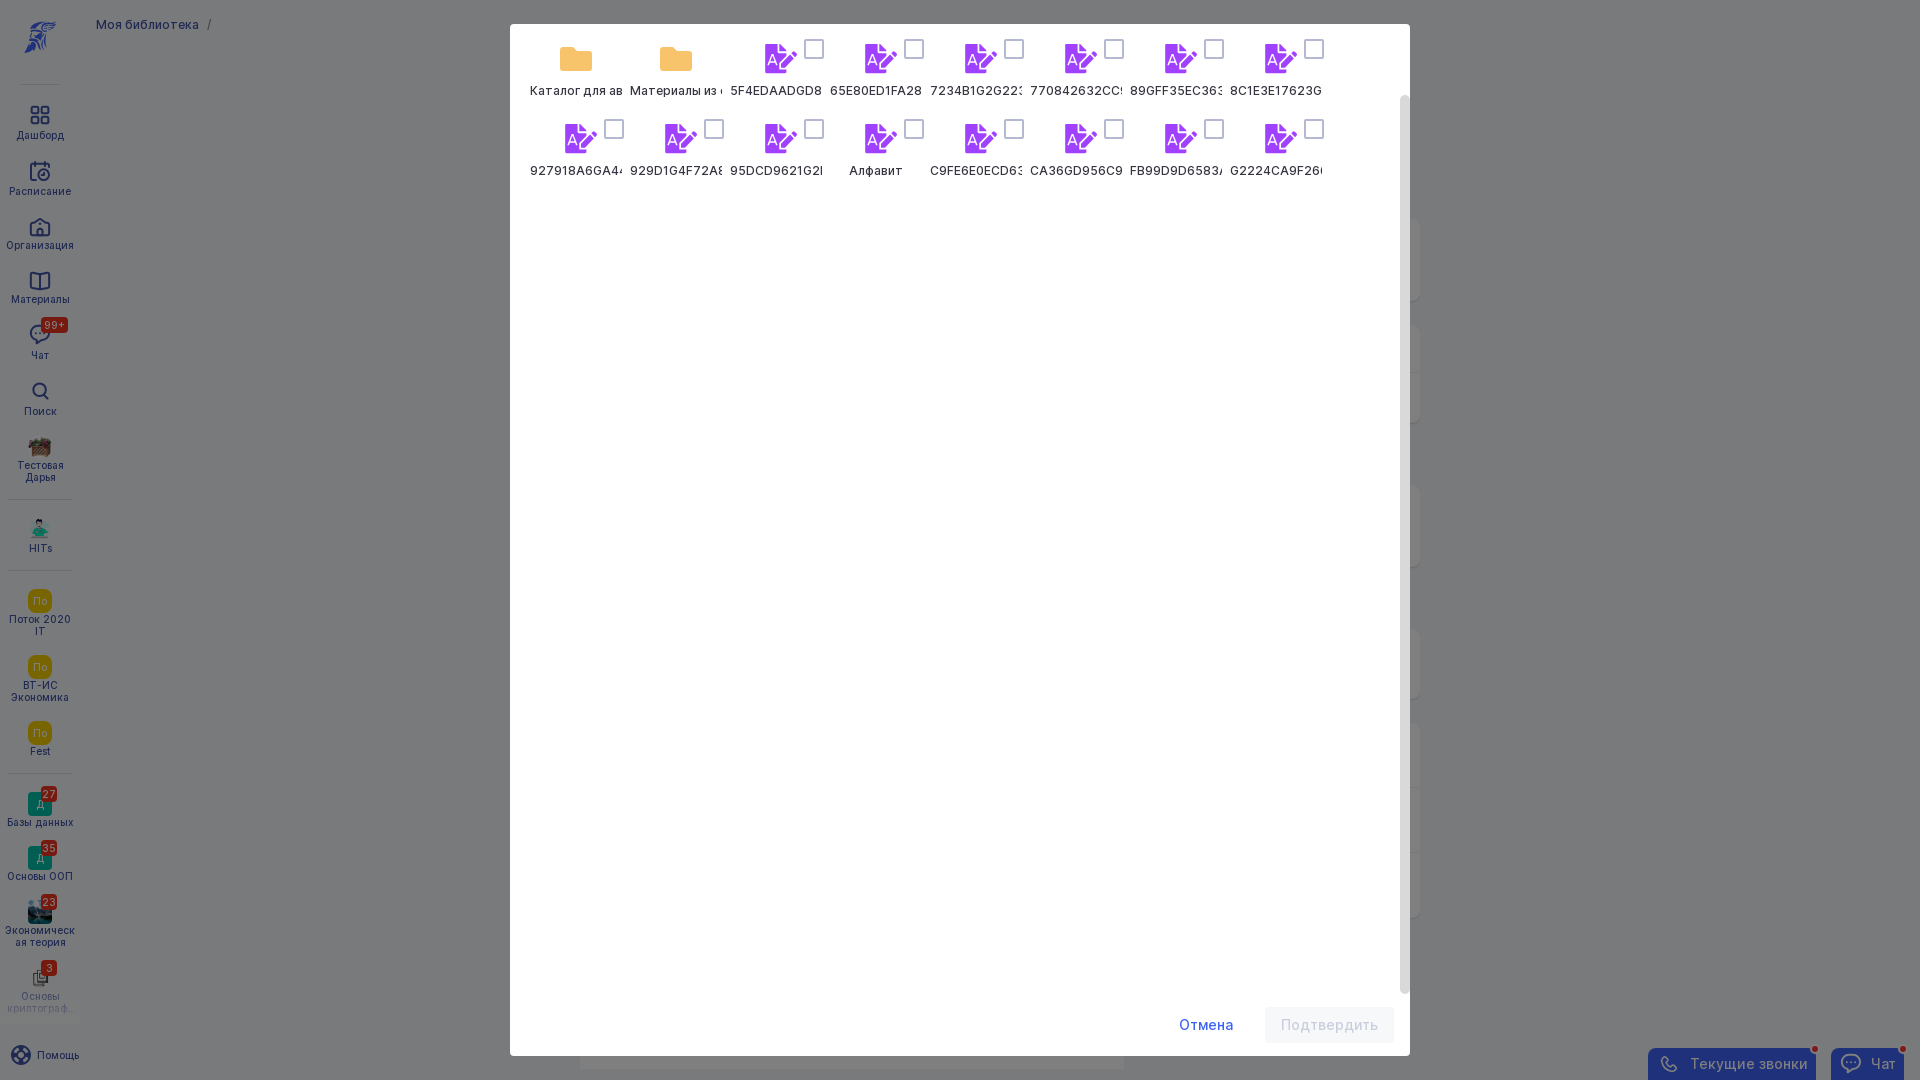 Моя библиотека /
Дашборд
Расписание
Организация
Материалы
99+
Чат
Поиск
Тестовая
Дарья
HITs
По
Поток 2020
IT
По
ВТ-ИС
Экономика
По
Fest
27
Д
Базы данных
35
Д
Основы ООП
23
Экономическ
ая теория
3
Основы
криптограф...
Помощь
Каталог для ав
Материалы из
5F4EDAADGD8
65E80ED1FA28
7234B1G2G223
770842632CC9
89GFF35EC363
8C1E3E17623G
927918A6GA44
929D1G4F72A8
95DCD9621G2
Алфавит
C9FE6E0ECD63
CA36GD956C9
FB99D9D6583A
G2224CA9F26
Отмена
Подтвердить
Текущие звонки
Чат